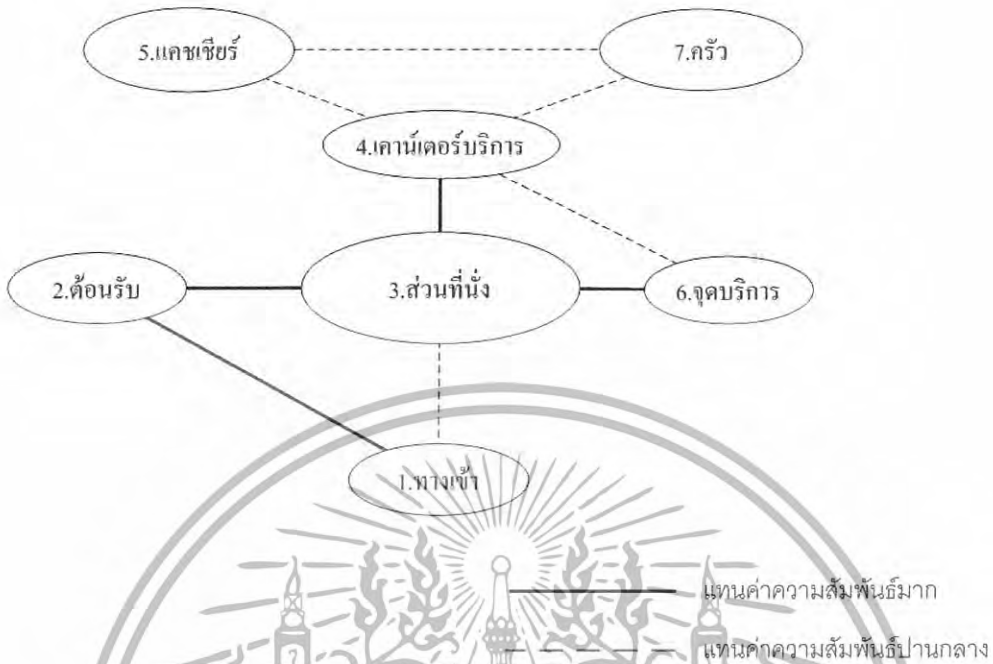 5.แคชเชียร์
7.ครัว
4.เคาน์เตอร์บริการ
2.ต้อนรับ
3.ส่วนที่นั่ง
6.จุดบริการ
1.ทางเข้า
แทนค่าความสัมพันธ์มาก
แทนค่าความสัมพันธ์ปานกลาง